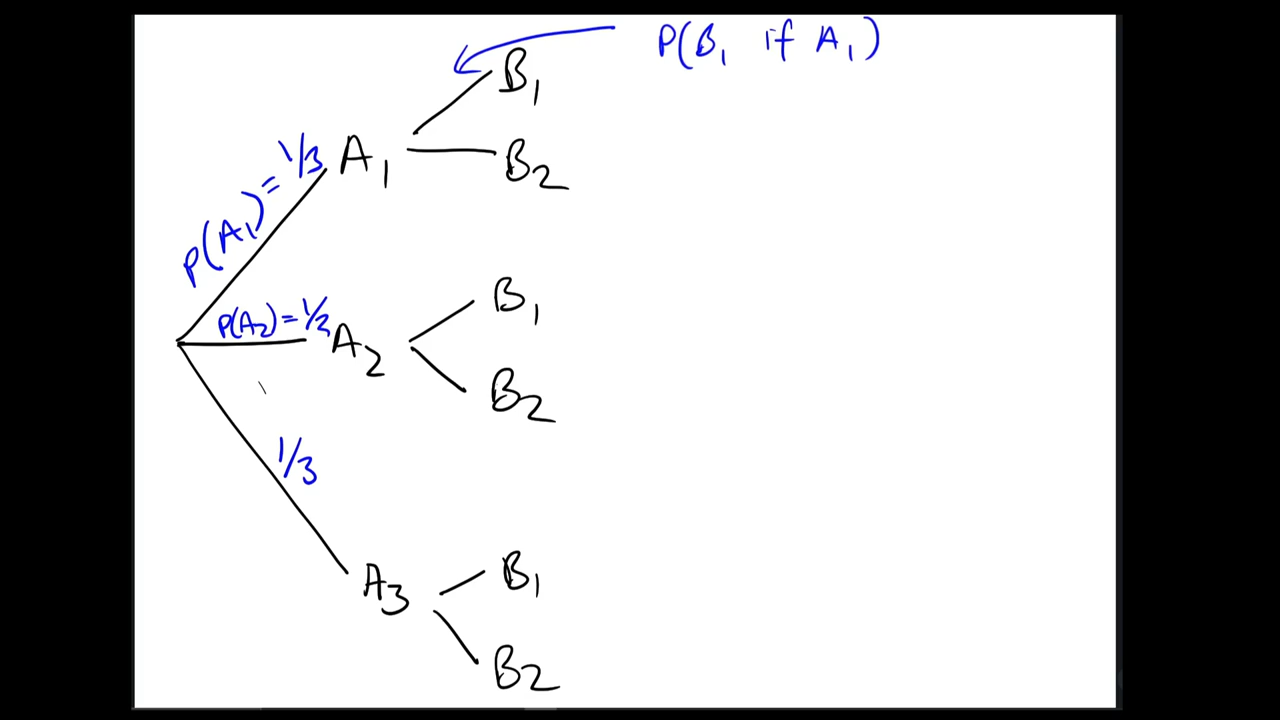 P(B1 if A1)
B1
P(A1) = 1/3
A1
B2
B1
P(A2) = 1/3
A2
B2
1/3
B1
A3
B2